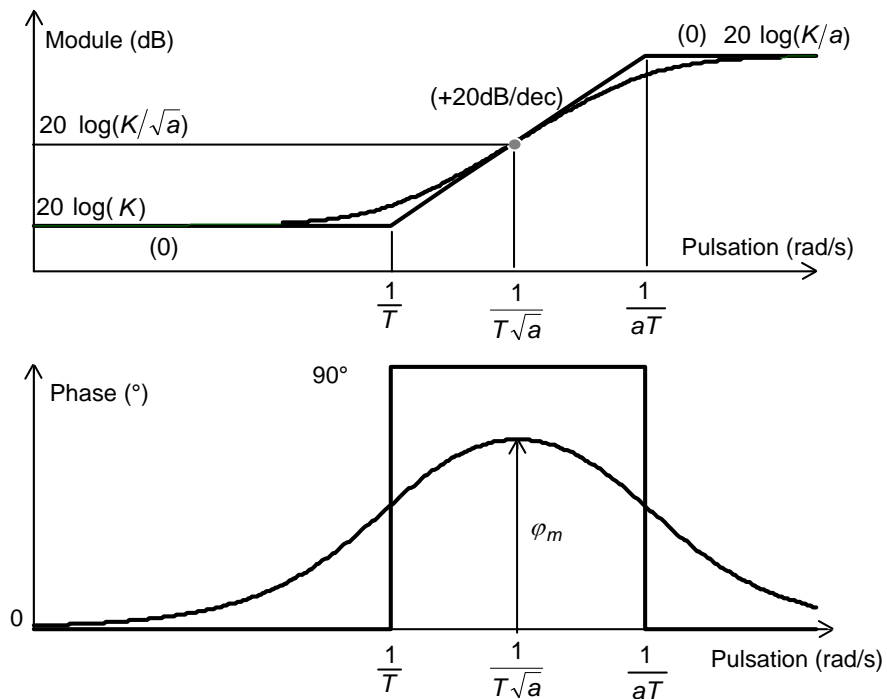 Module (dB)
(0) 20 log(K/a)
(+20dB/dec)
20 log(K/√a)
20 log(K)
(0)
Pulsation (rad/s)
1/T
1/T√a
1/aT
Phase (°)
90°
φm
0
1/T
1/T√a
1/aT
Pulsation (rad/s)